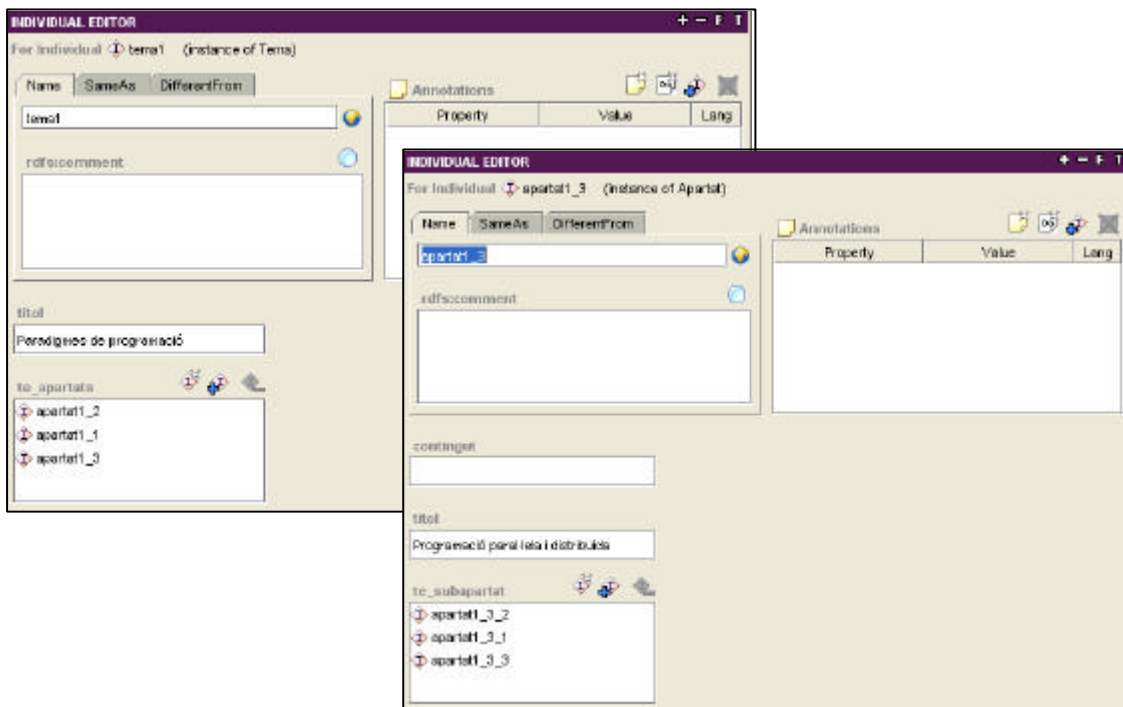 INDIVIDUAL EDITOR
For Individual tema1 (instance of Tema)
Name SameAs DifferentFrom
Annotations
tema1
Property Value Lang
rdfs:comment
titol
Paradigmes de programació
te_apartats
apartat1_2
apartat1_1
apartat1_3
INDIVIDUAL EDITOR
For Individual apartat1_3 (instance of Apartat)
Name SameAs DifferentFrom
Annotations
apartat1_3
Property Value Lang
rdfs:comment
contingut
titol
Programació paral·lela i distribuida
te_subapartat
apartat1_3_2
apartat1_3_1
apartat1_3_3